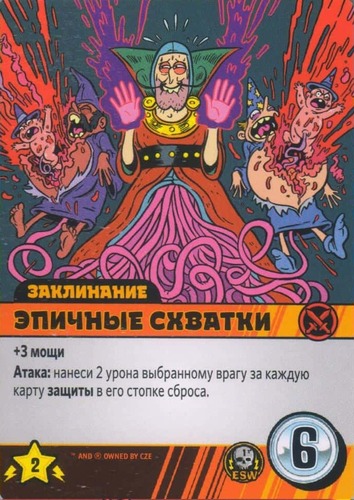 ЗАКЛИНАНИЕ
ЭПИЧНЫЕ СХВАТКИ
+3 мощи
Атака: нанеси 2 урона выбранному врагу за каждую
карту защиты в его стопке сброса.
2
™ AND ® OWNED BY CZE
ESW
6